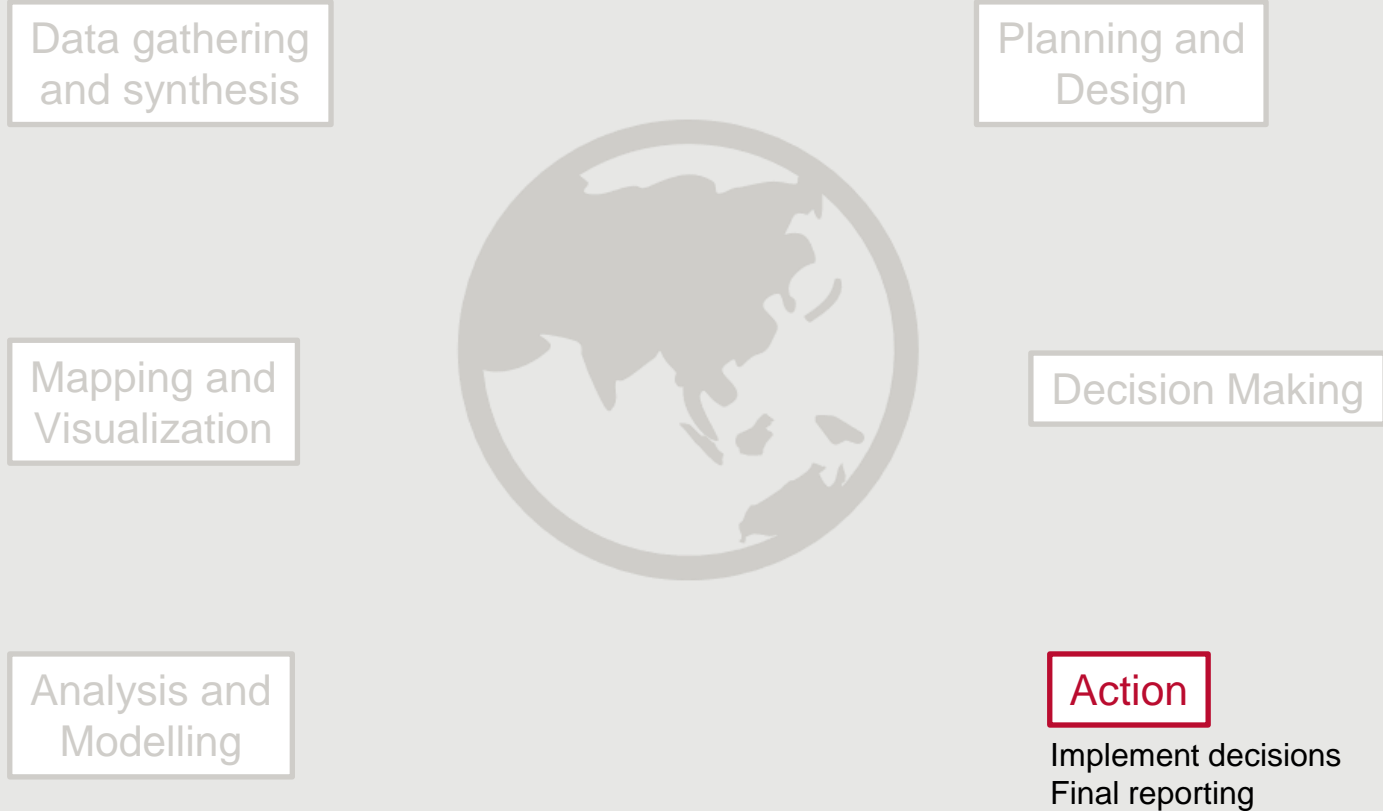 Data gathering
and synthesis
Planning and
Design
Mapping and
Visualization
Decision Making
Analysis and
Modelling
Action
Implement decisions
Final reporting